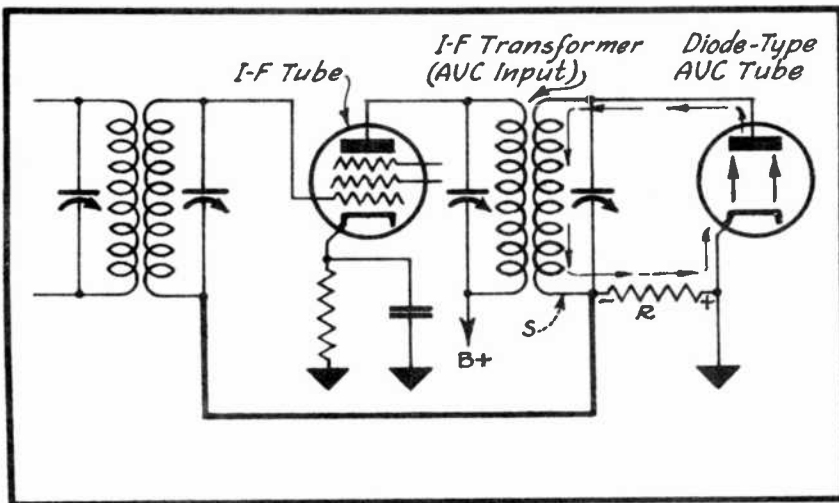 I-F Tube
I-F Transformer
(AVC Input)
Diode-Type
AVC Tube
S
- R +
B+